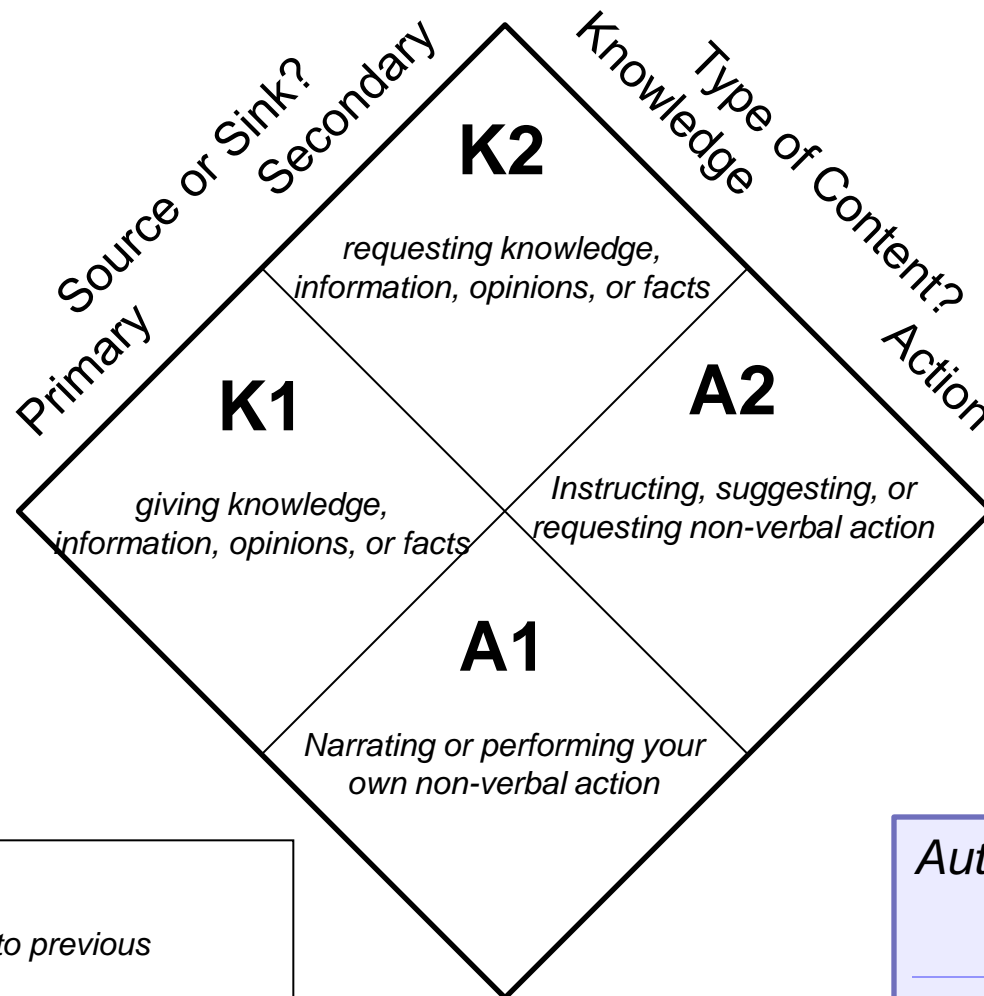 Source or Sink?
Secondary
Primary
Knowledge
Type of Content?
Action
K2
requesting knowledge,
information, opinions, or facts
K1
giving knowledge,
information, opinions, or facts
A2
Instructing, suggesting, or
requesting non-verbal action
A1
Narrating or performing your
own non-verbal action
to previous
Aut